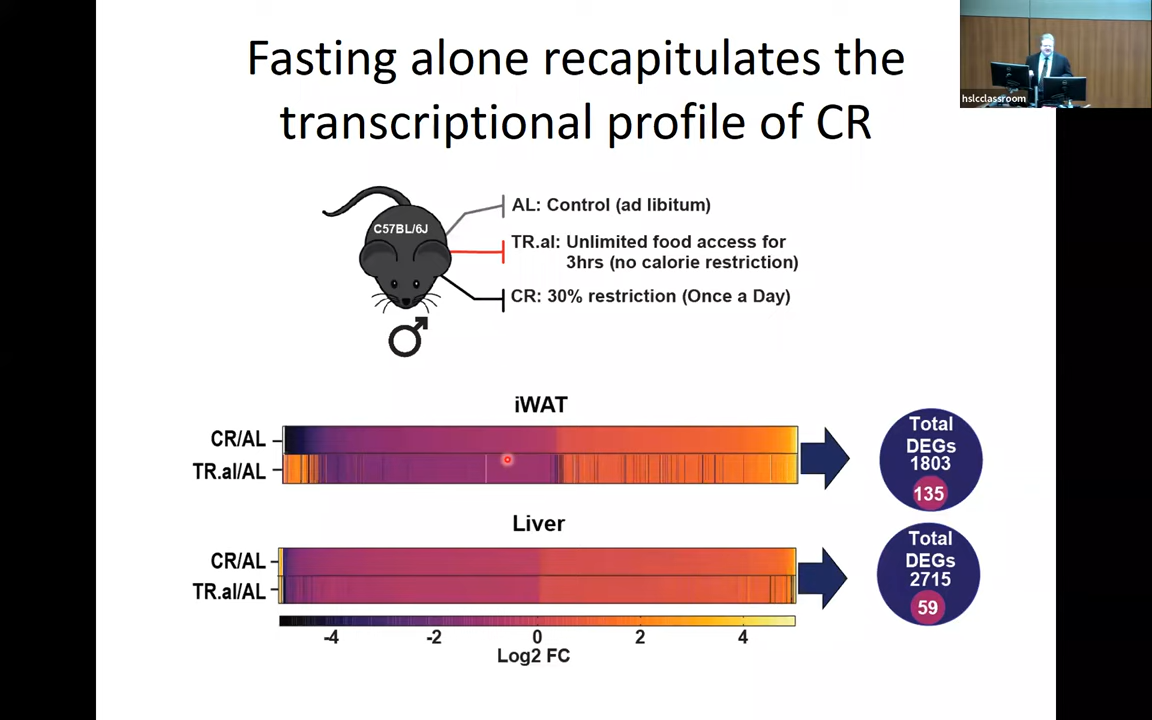 Fasting alone recapitulates the
transcriptional profile of CR
hslcclassroom
C57BL/6J
AL: Control (ad libitum)
TR.al: Unlimited food access for
3hrs (no calorie restriction)
CR: 30% restriction (Once a Day)
iWAT
CR/AL
TR.al/AL
Total
DEGs
1803
135
Liver
CR/AL
TR.al/AL
Total
DEGs
2715
59
-4 -2 0 2 4
Log2 FC